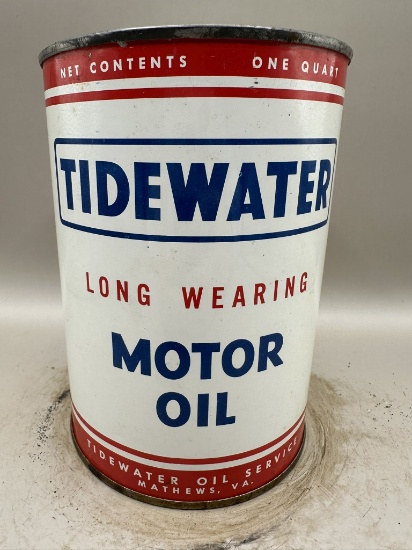 NET CONTENTS ONE QUART
TIDEWATER
LONG WEARING
MOTOR
OIL
TIDEWATER OIL SERVICE
MATHEWS, VA.